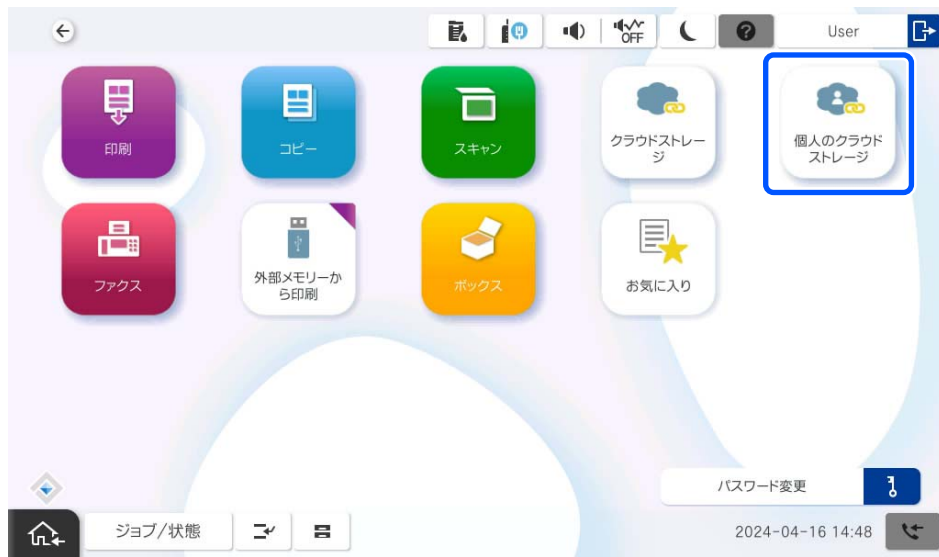 OFF
User
印刷
コピー
スキャン
クラウドストレー
ジ
個人のクラウド
ストレージ
ファクス
外部メモリーか
ら印刷
ボックス
お気に入り
パスワード変更
ジョブ/状態
2024-04-16 14:48